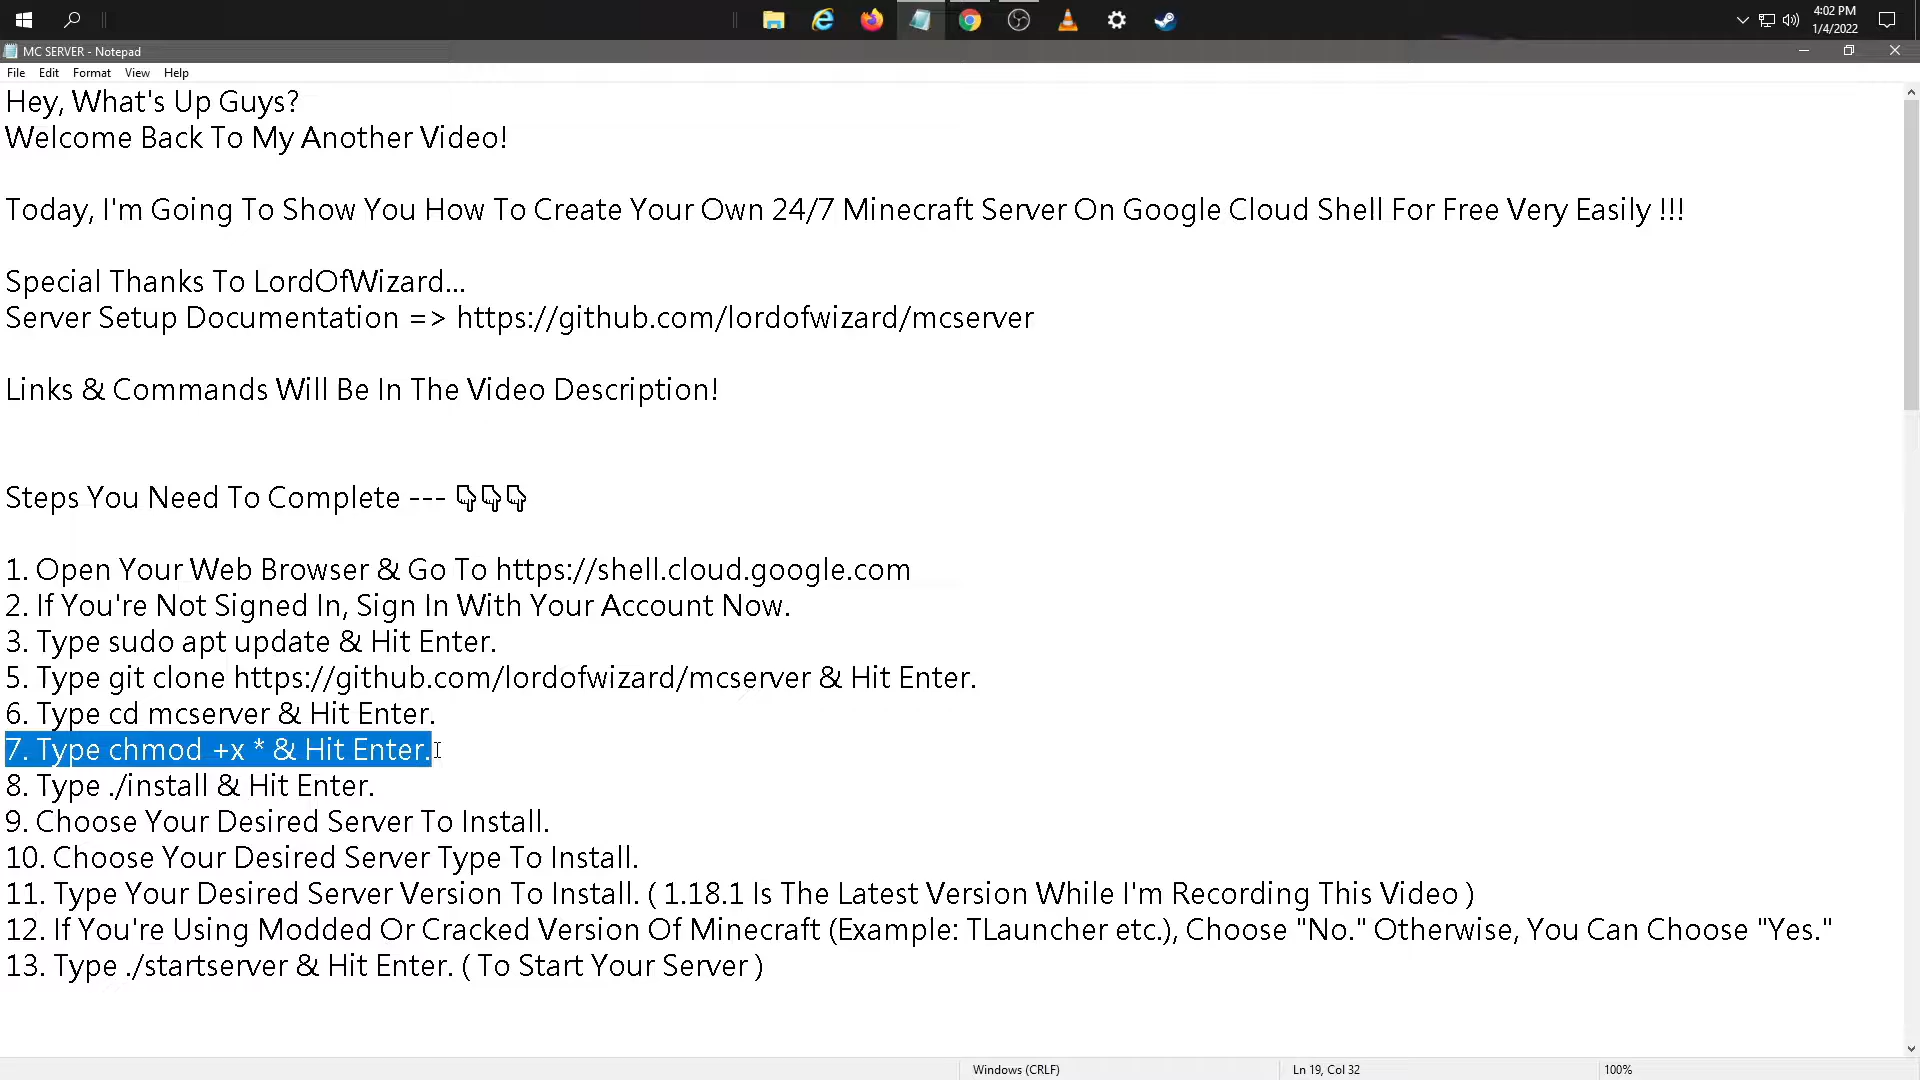 4:02 PM
1/4/2022
MC SERVER - Notepad
File Edit Format View Help
Hey, What's Up Guys?
Welcome Back To My Another Video!
Today, I'm Going To Show You How To Create Your Own 24/7 Minecraft Server On Google Cloud Shell For Free Very Easily !!!
Special Thanks To LordOfWizard...
Server Setup Documentation => https://github.com/lordofwizard/mcserver
Links & Commands Will Be In The Video Description!
Steps You Need To Complete --- 👇👇👇
1. Open Your Web Browser & Go To https://shell.cloud.google.com
2. If You're Not Signed In, Sign In With Your Account Now.
3. Type sudo apt update & Hit Enter.
5. Type git clone https://github.com/lordofwizard/mcserver & Hit Enter.
6. Type cd mcserver & Hit Enter.
7. Type chmod +x * & Hit Enter.
8. Type ./install & Hit Enter.
9. Choose Your Desired Server To Install.
10. Choose Your Desired Server Type To Install.
11. Type Your Desired Server Version To Install. ( 1.18.1 Is The Latest Version While I'm Recording This Video )
12. If You're Using Modded Or Cracked Version Of Minecraft (Example: TLauncher etc.), Choose "No." Otherwise, You Can Choose "Yes."
13. Type ./startserver & Hit Enter. ( To Start Your Server )
Windows (CRLF) Ln 19, Col 32 100%